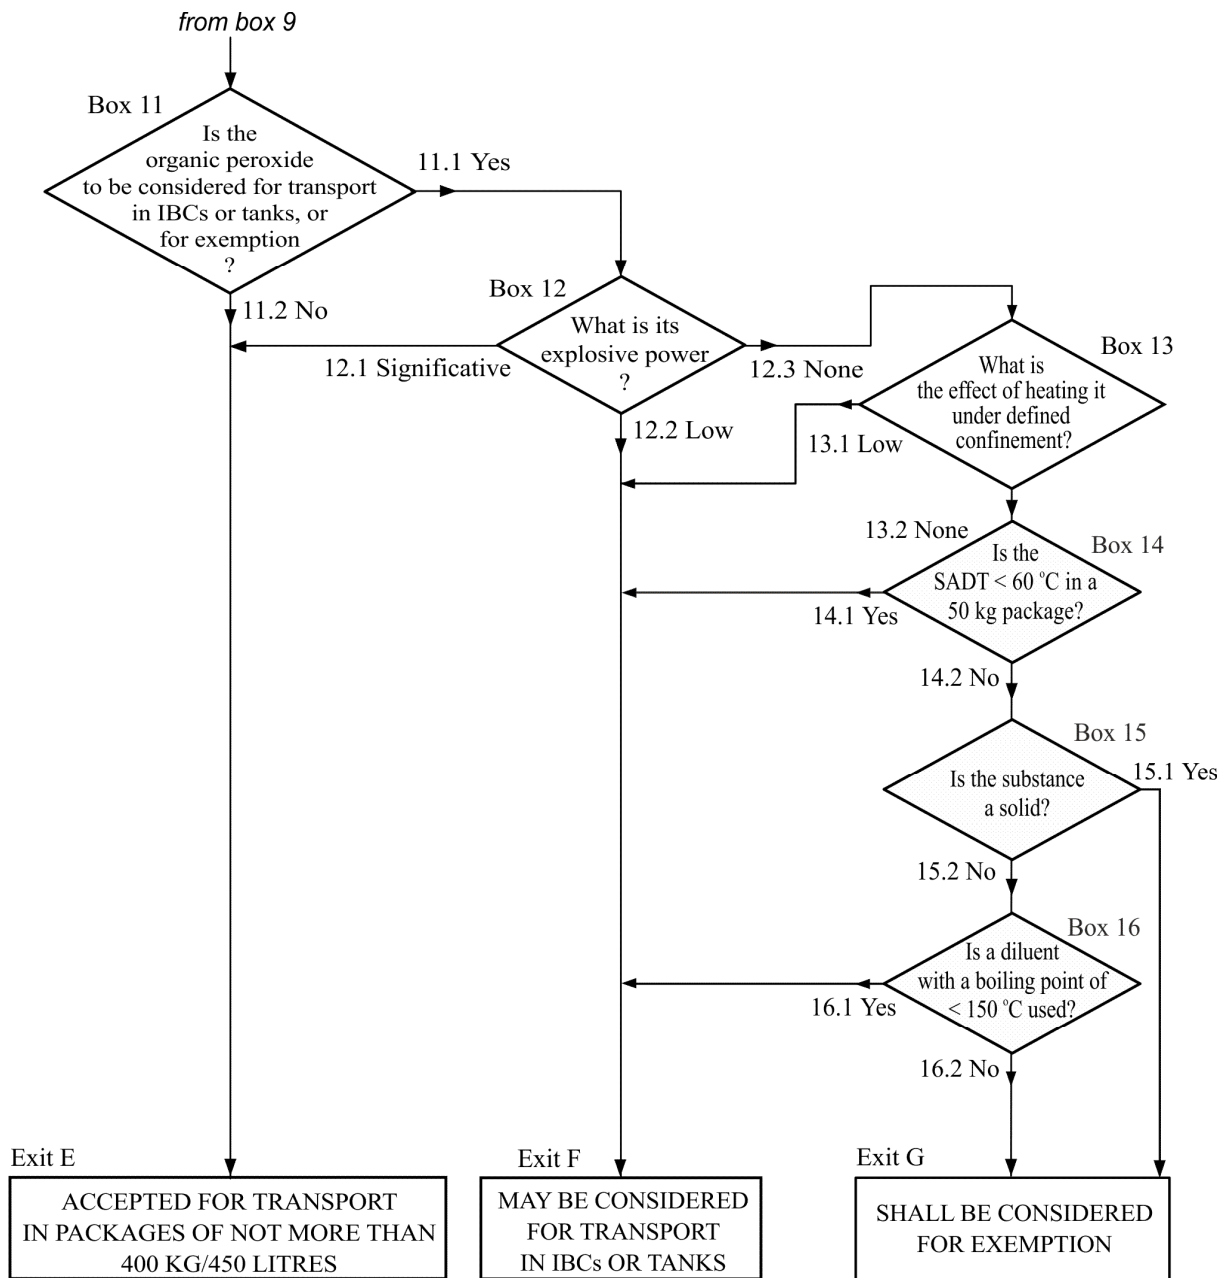 from box 9
Box 11
Is the
organic peroxide
to be considered for transport
in IBCs or tanks, or
for exemption
?
11.1 Yes
11.2 No
Box 12
What is its
explosive power
?
12.1 Significative
12.3 None
12.2 Low
Box 13
What is
the effect of heating it
under defined
confinement?
13.1 Low
13.2 None
Box 14
Is the
SADT < 60 °C in a
50 kg package?
14.1 Yes
14.2 No
Box 15
Is the substance
a solid?
15.1 Yes
15.2 No
Box 16
Is a diluent
with a boiling point of
< 150 °C used?
16.1 Yes
16.2 No
Exit E
ACCEPTED FOR TRANSPORT
IN PACKAGES OF NOT MORE THAN
400 KG/450 LITRES
Exit F
MAY BE CONSIDERED
FOR TRANSPORT
IN IBCs OR TANKS
Exit G
SHALL BE CONSIDERED
FOR EXEMPTION